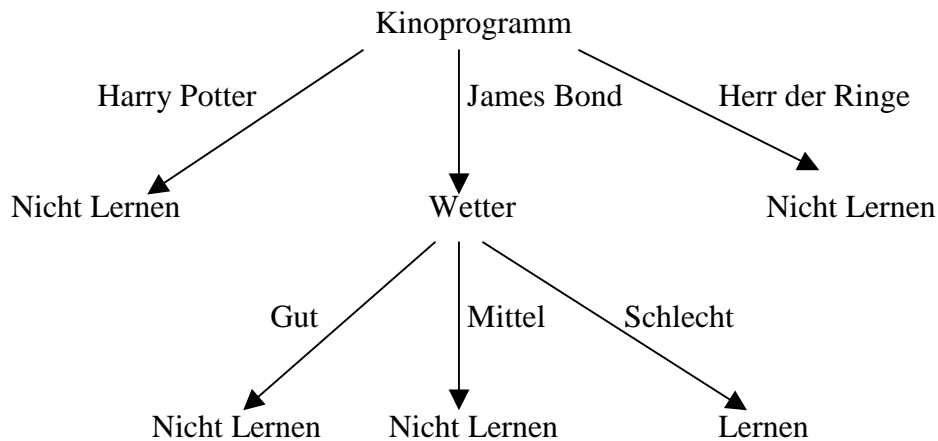 Kinoprogramm
Harry Potter James Bond Herr der Ringe
Nicht Lernen Wetter Nicht Lernen
Gut Mittel Schlecht
Nicht Lernen Nicht Lernen Lernen